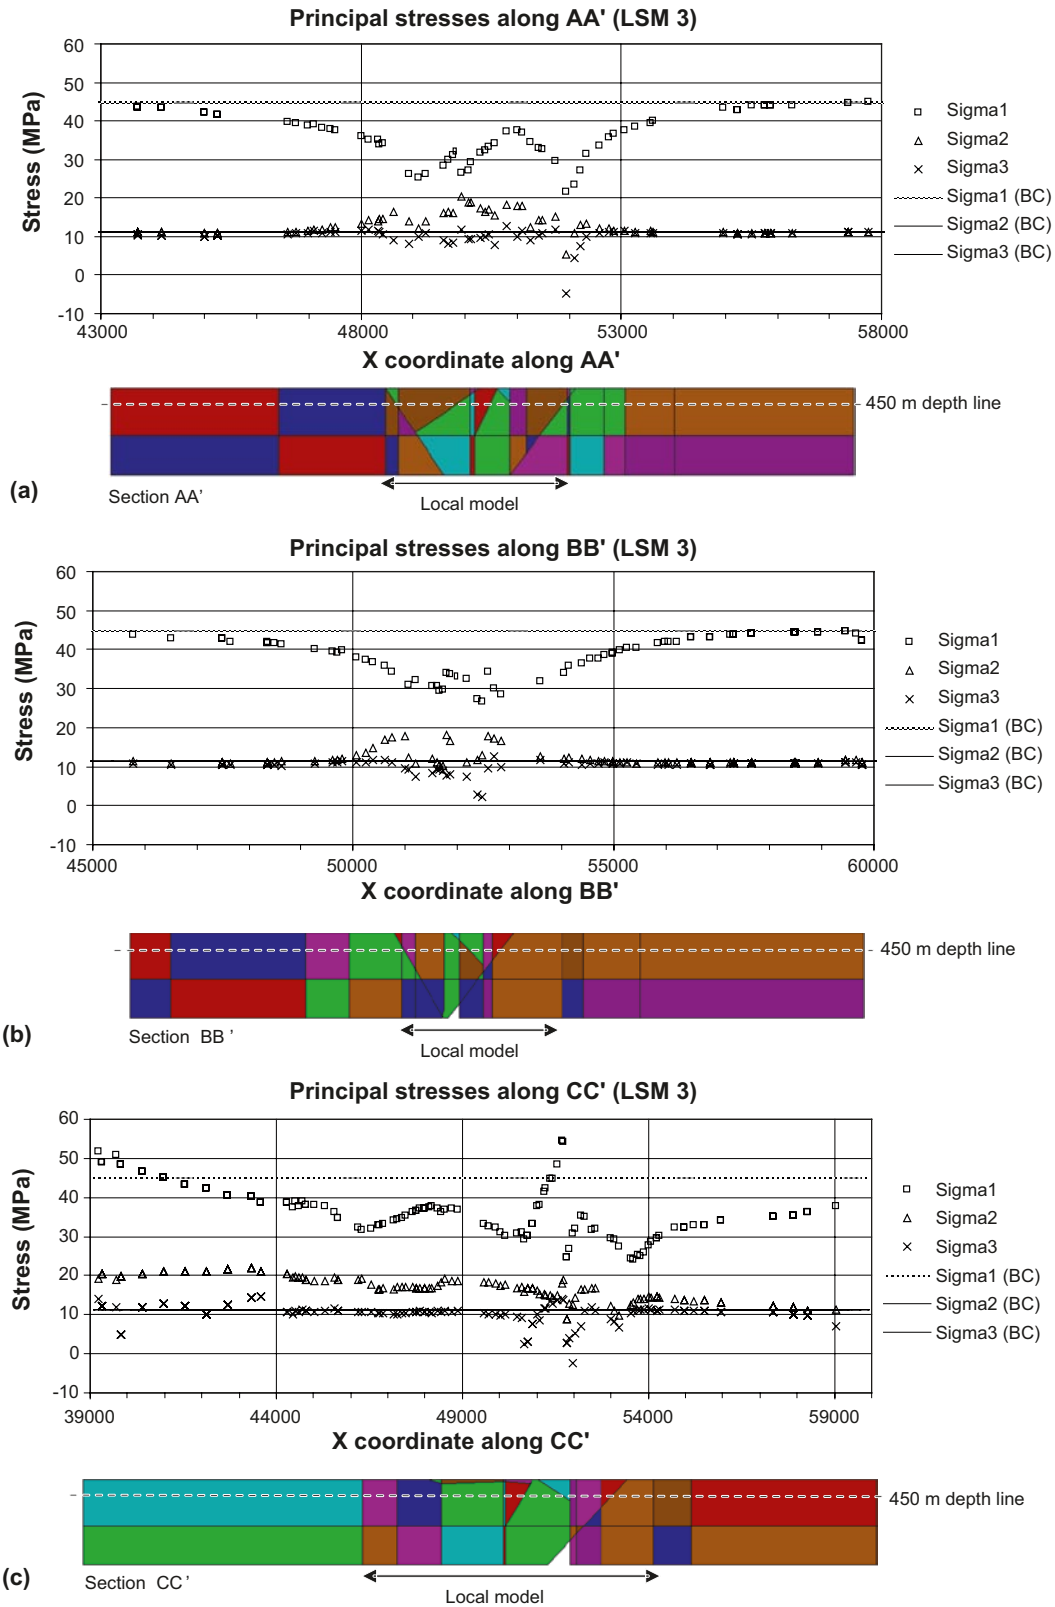 Principal stresses along AA' (LSM 3)
60
50
40
30
20
10
0
-10
Stress (MPa)
43000 48000 53000 58000
X coordinate along AA'
Sigma1
Sigma2
Sigma3
Sigma1 (BC)
Sigma2 (BC)
Sigma3 (BC)
450 m depth line
(a)
Section AA'
Local model
Principal stresses along BB' (LSM 3)
60
50
40
30
20
10
0
-10
Stress (MPa)
45000 50000 55000 60000
X coordinate along BB'
Sigma1
Sigma2
Sigma3
Sigma1 (BC)
Sigma2 (BC)
Sigma3 (BC)
450 m depth line
(b)
Section BB '
Local model
Principal stresses along CC' (LSM 3)
60
50
40
30
20
10
0
-10
Stress (MPa)
39000 44000 49000 54000 59000
X coordinate along CC'
Sigma1
Sigma2
Sigma3
Sigma1 (BC)
Sigma2 (BC)
Sigma3 (BC)
450 m depth line
(c)
Section CC '
Local model